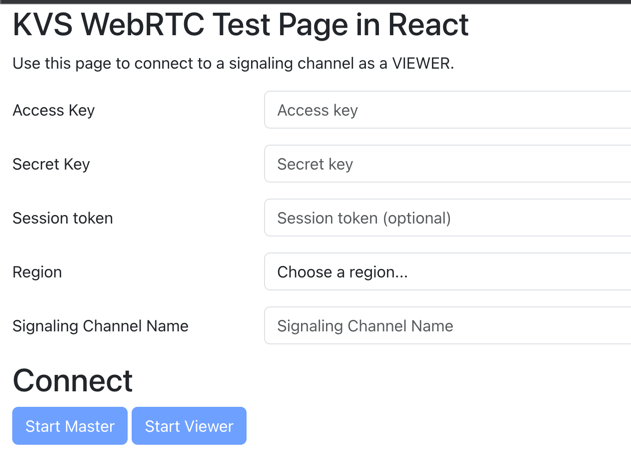 KVS WebRTC Test Page in React
Use this page to connect to a signaling channel as a VIEWER.
Access Key
Access key
Secret Key
Secret key
Session token
Session token (optional)
Region
Choose a region...
Signaling Channel Name
Signaling Channel Name
Connect
Start Master
Start Viewer